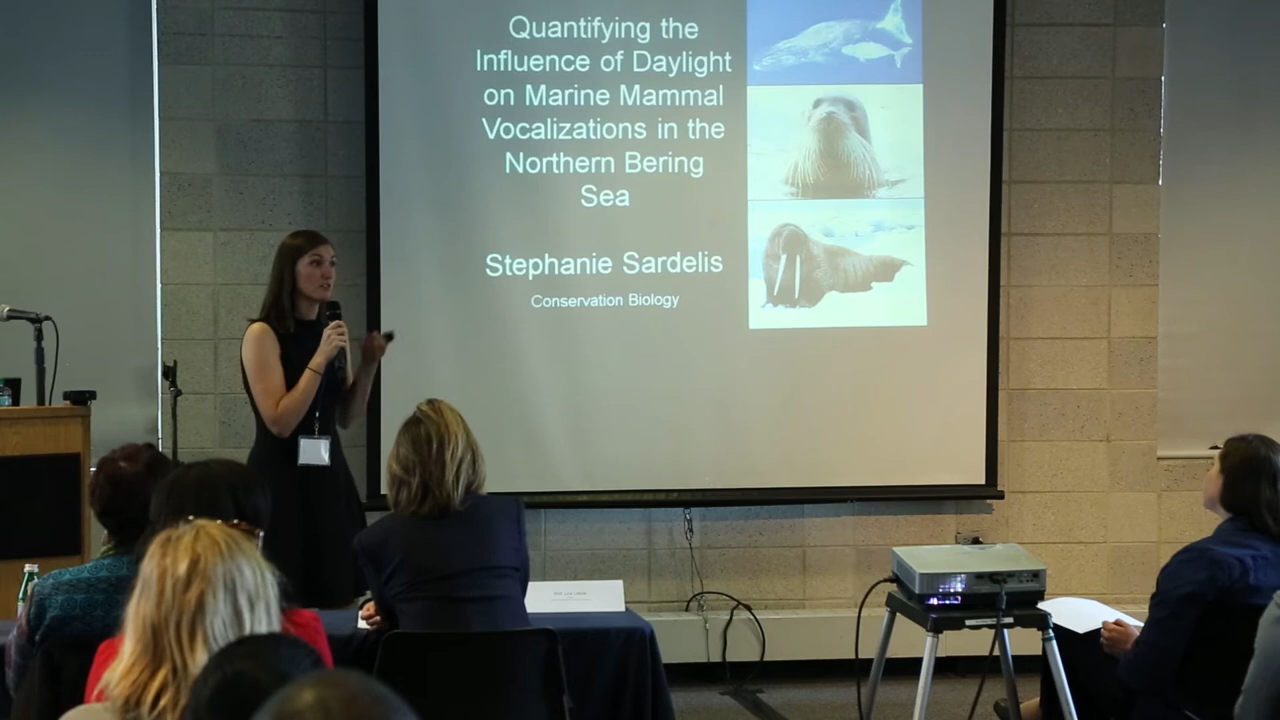 Quantifying the
Influence of Daylight
on Marine Mammal
Vocalizations in the
Northern Bering
Sea
Stephanie Sardelis
Conservation Biology